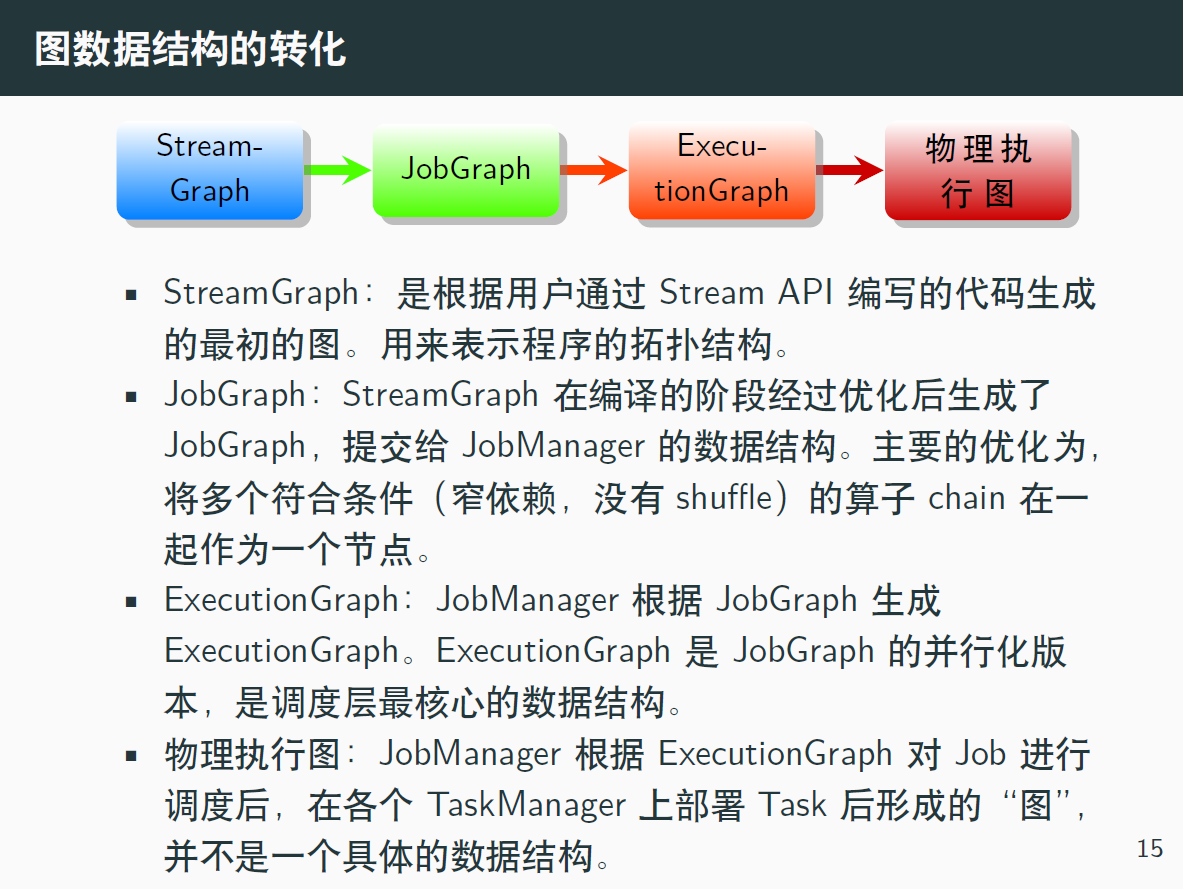 图数据结构的转化
Stream-
Graph
JobGraph
Execu-
tionGraph
物理执
行图
▪ StreamGraph：是根据用户通过 Stream API 编写的代码生成
的最初的图。用来表示程序的拓扑结构。
▪ JobGraph：StreamGraph 在编译的阶段经过优化后生成了
JobGraph，提交给 JobManager 的数据结构。主要的优化为，
将多个符合条件（窄依赖，没有 shuffle）的算子 chain 在一
起作为一个节点。
▪ ExecutionGraph：JobManager 根据 JobGraph 生成
ExecutionGraph。ExecutionGraph 是 JobGraph 的并行化版
本，是调度层最核心的数据结构。
▪ 物理执行图：JobManager 根据 ExecutionGraph 对 Job 进行
调度后，在各个 TaskManager 上部署 Task 后形成的“图”，
并不是一个具体的数据结构。
15